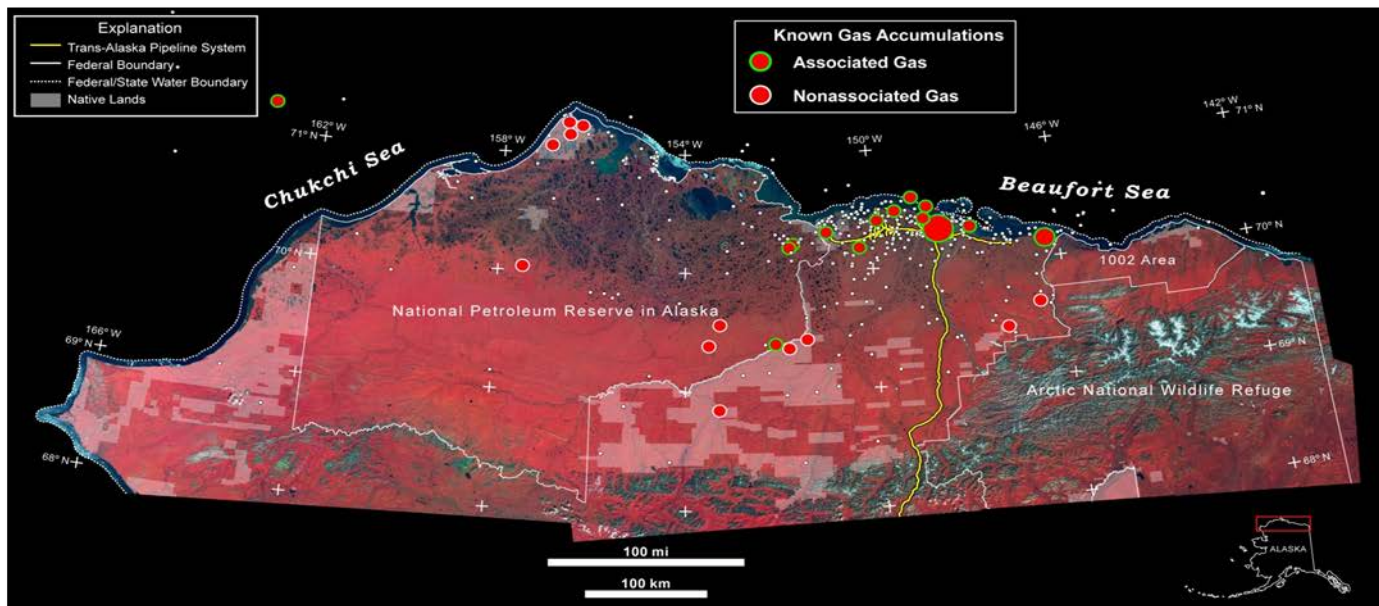 Explanation
Trans-Alaska Pipeline System
Federal Boundary
Federal/State Water Boundary
Native Lands
Known Gas Accumulations
Associated Gas
Nonassociated Gas
142° W
71° N
162° W
71° N
158° W
154° W
150° W
146° W
Chukchi Sea
Beaufort Sea
70° N
70° N
1002 Area
National Petroleum Reserve in Alaska
166° W
69° N
69° N
Arctic National Wildlife Refuge
68° N
68° N
100 mi
100 km
ALASKA